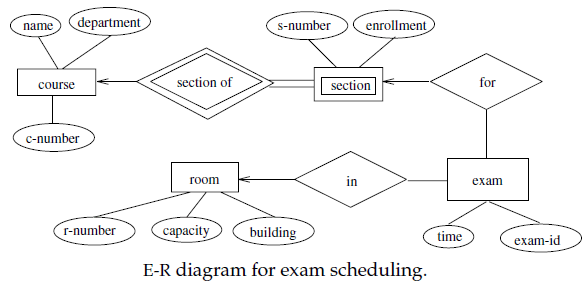 name
department
s-number
enrollment
course
section of
section
for
c-number
room
in
exam
r-number
capacity
building
time
exam-id
E-R diagram for exam scheduling.